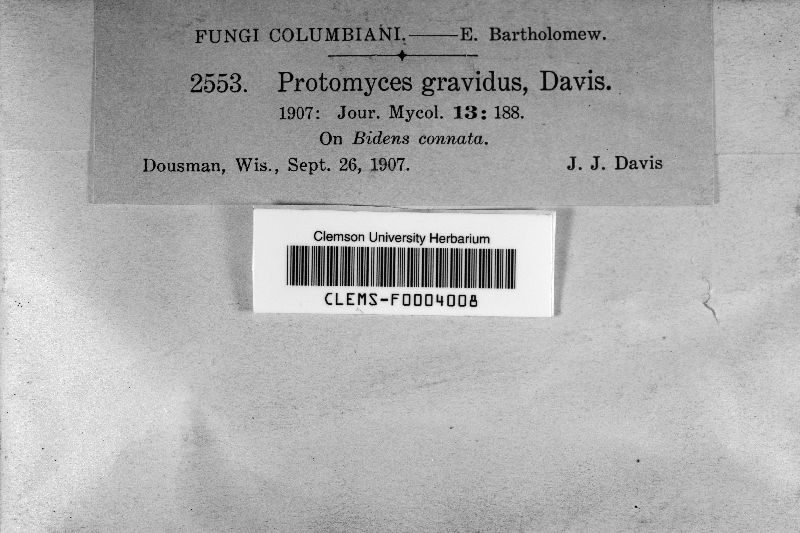 FUNGI COLUMBIANI.——E. Bartholomew.
2553. Protomyces gravidus, Davis.
1907: Jour. Mycol. 13: 188.
On Bidens connata.
Dousman, Wis., Sept. 26, 1907. J. J. Davis
Clemson University Herbarium
CLEMS-F0004008